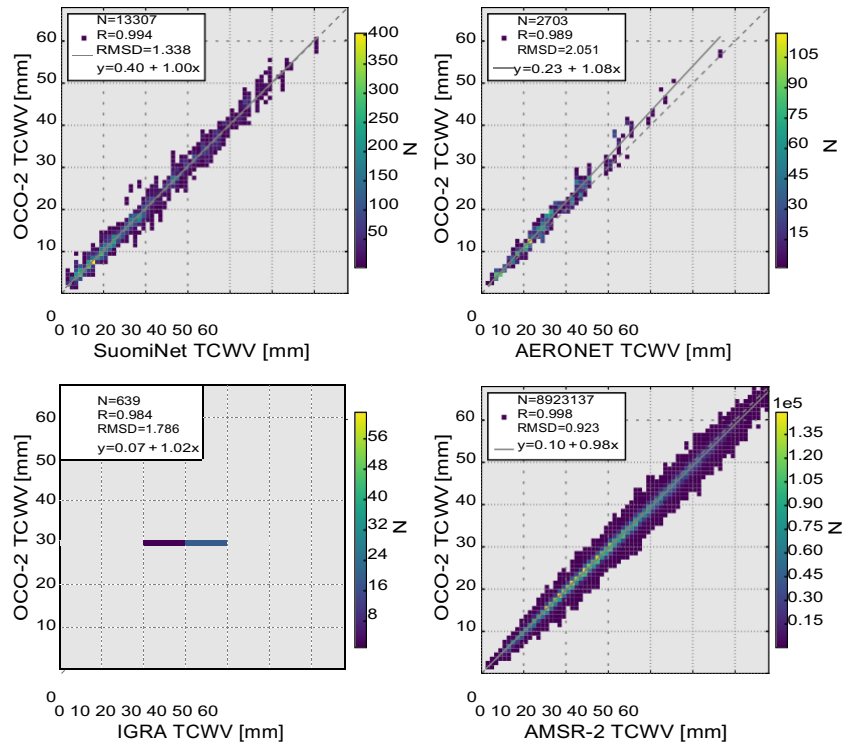 N=13307
R=0.994
RMSD=1.338
y=0.40 + 1.00x
OCO-2 TCWV [mm]
60
50
40
30
20
10
0
0 10 20 30 40 50 60
SuomiNet TCWV [mm]
400
350
300
250
200
150
100
50
N
N=2703
R=0.989
RMSD=2.051
y=0.23 + 1.08x
OCO-2 TCWV [mm]
60
50
40
30
20
10
0
0 10 20 30 40 50 60
AERONET TCWV [mm]
105
90
75
60
45
30
15
N
N=639
R=0.984
RMSD=1.786
y=0.07 + 1.02x
OCO-2 TCWV [mm]
60
50
40
30
20
10
0
0 10 20 30 40 50 60
IGRA TCWV [mm]
56
48
40
32
24
16
8
N
N=8923137
R=0.998
RMSD=0.923
y=0.10 + 0.98x
OCO-2 TCWV [mm]
60
50
40
30
20
10
0
0 10 20 30 40 50 60
AMSR-2 TCWV [mm]
1e5
1.35
1.20
1.05
0.90
0.75
0.60
0.45
0.30
0.15
N